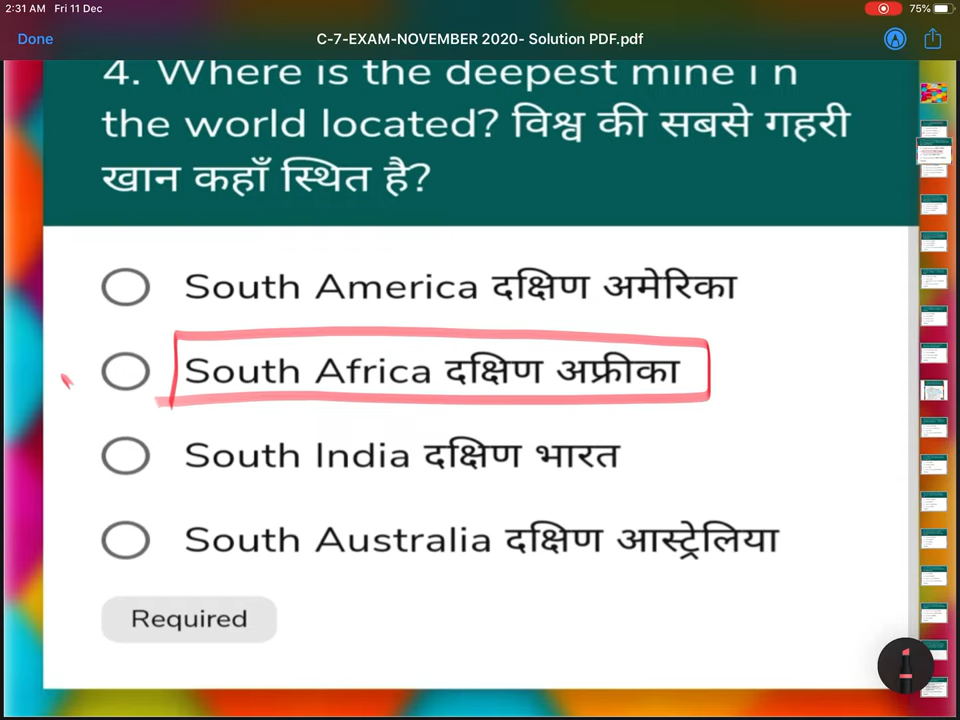 2:31 AM Fri 11 Dec
75%
Done
C-7-EXAM-NOVEMBER 2020- Solution PDF.pdf
4. Where is the deepest mine i n
the world located? विश्व की सबसे गहरी
खान कहाँ स्थित है?
South America दक्षिण अमेरिका
South Africa दक्षिण अफ्रीका
South India दक्षिण भारत
South Australia दक्षिण आस्ट्रेलिया
Required